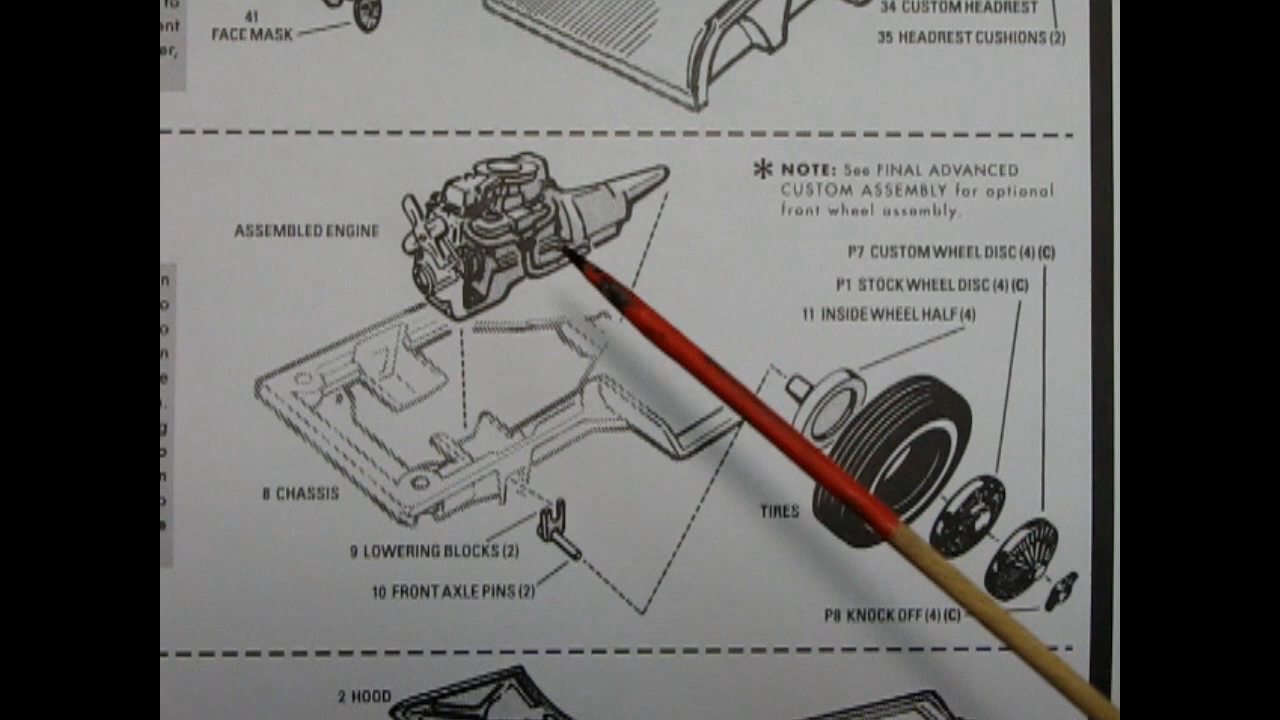 to
41
FACE MASK
er,
34 CUSTOM HEADREST
35 HEADREST CUSHIONS (2)
* NOTE: See FINAL ADVANCED
CUSTOM ASSEMBLY for optional
front wheel assembly.
ASSEMBLED ENGINE
P7 CUSTOM WHEEL DISC (4) (C)
P1 STOCK WHEEL DISC (4) (C)
11 INSIDE WHEEL HALF (4)
8 CHASSIS
TIRES
9 LOWERING BLOCKS (2)
10 FRONT AXLE PINS (2)
P8 KNOCK OFF (4) (C)
2 HOOD